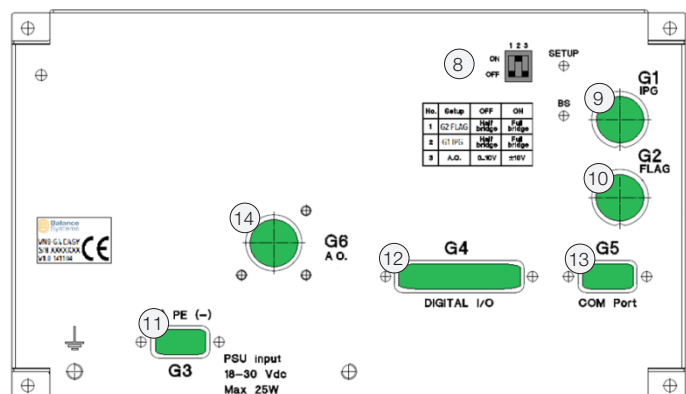 1 2 3
ON
OFF
8
SETUP
BS
G1
IPG
9
G2
FLAG
10
No. Setup OFF ON
1 G2 FLAG Half bridge Full bridge
2 G1 IPG Half bridge Full bridge
3 A.O. 0..10V ±10V
14
G6
A O.
12
G4
DIGITAL I/O
13
G5
COM Port
Balance
Systems
S/N XXXXXXX
CE
11
PE (-)
G3
PSU input
18-30 Vdc
Max 25W